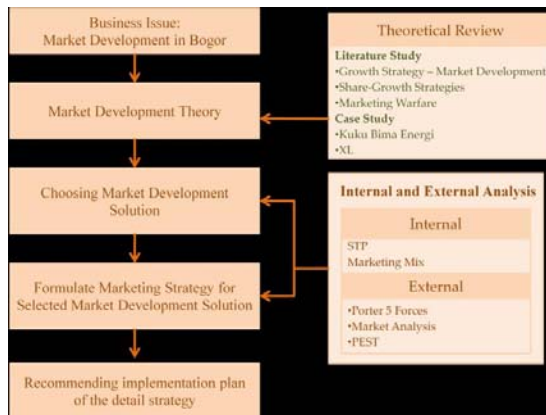 Business Issue:
Market Development in Bogor
Market Development Theory
Choosing Market Development
Solution
Formulate Marketing Strategy for
Selected Market Development Solution
Recommending implementation plan
of the detail strategy
Theoretical Review
Literature Study
•Growth Strategy – Market Development
•Share-Growth Strategies
•Marketing Warfare
Case Study
•Kuku Bima Energi
•XL
Internal and External Analysis
Internal
STP
Marketing Mix
External
•Porter 5 Forces
•Market Analysis
•PEST